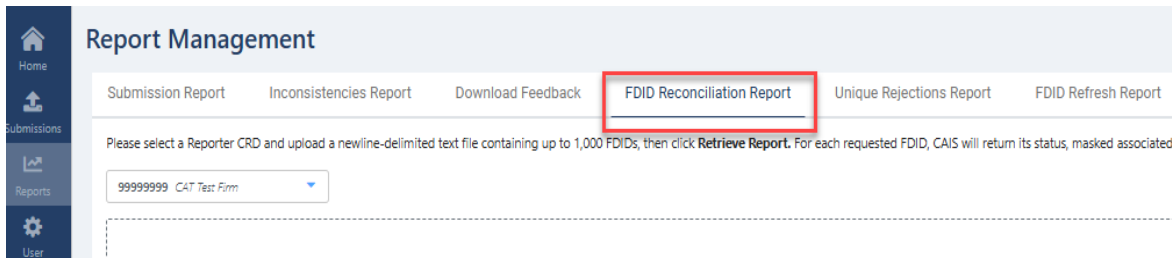 Report Management
Home
Submission Report Inconsistencies Report Download Feedback FDID Reconciliation Report Unique Rejections Report FDID Refresh Report
Submissions
Please select a Reporter CRD and upload a newline-delimited text file containing up to 1,000 FDIDs, then click Retrieve Report. For each requested FDID, CAIS will return its status, masked associated
Reports
99999999 CAT Test Firm
User